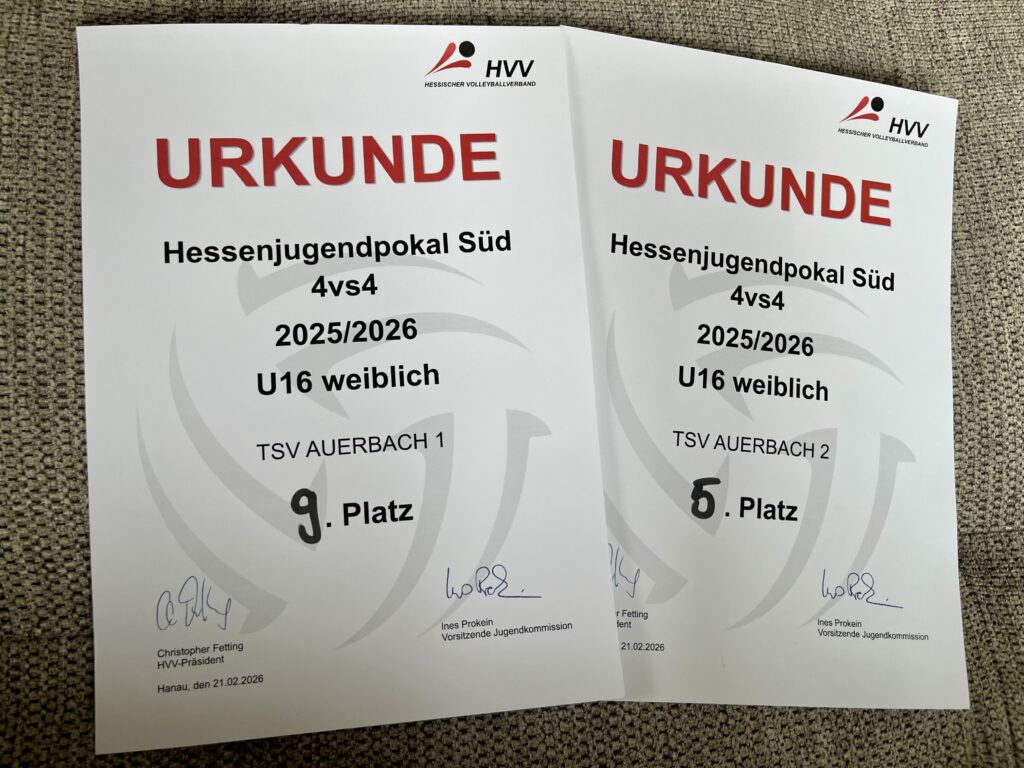 HVV
HESSISCHER VOLLEYBALLVERBAND
URKUNDE
Hessenjugendpokal Süd
4vs4
2025/2026
U16 weiblich
TSV AUERBACH 1
9. Platz
Christopher Fetting
HVV-Präsident
Ines Prokein
Vorsitzende Jugendkommission
Hanau, den 21.02.2026
HVV
HESSISCHER VOLLEYBALLVERBAND
URKUNDE
Hessenjugendpokal Süd
4vs4
2025/2026
U16 weiblich
TSV AUERBACH 2
5. Platz
r Fetting
dent
Ines Prokein
Vorsitzende Jugendkommission
.02.2026